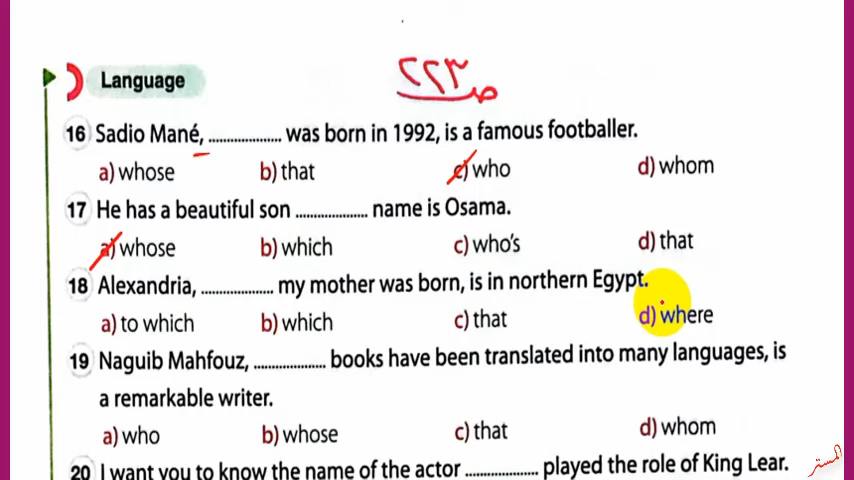 Language
ص ٢٢٣
16 Sadio Mané, .................... was born in 1992, is a famous footballer.
a) whose b) that c) who d) whom
17 He has a beautiful son .................... name is Osama.
a) whose b) which c) who's d) that
18 Alexandria, .................... my mother was born, is in northern Egypt.
a) to which b) which c) that d) where
19 Naguib Mahfouz, .................... books have been translated into many languages, is
a remarkable writer.
a) who b) whose c) that d) whom
20 I want you to know the name of the actor .................... played the role of King Lear.
المستر